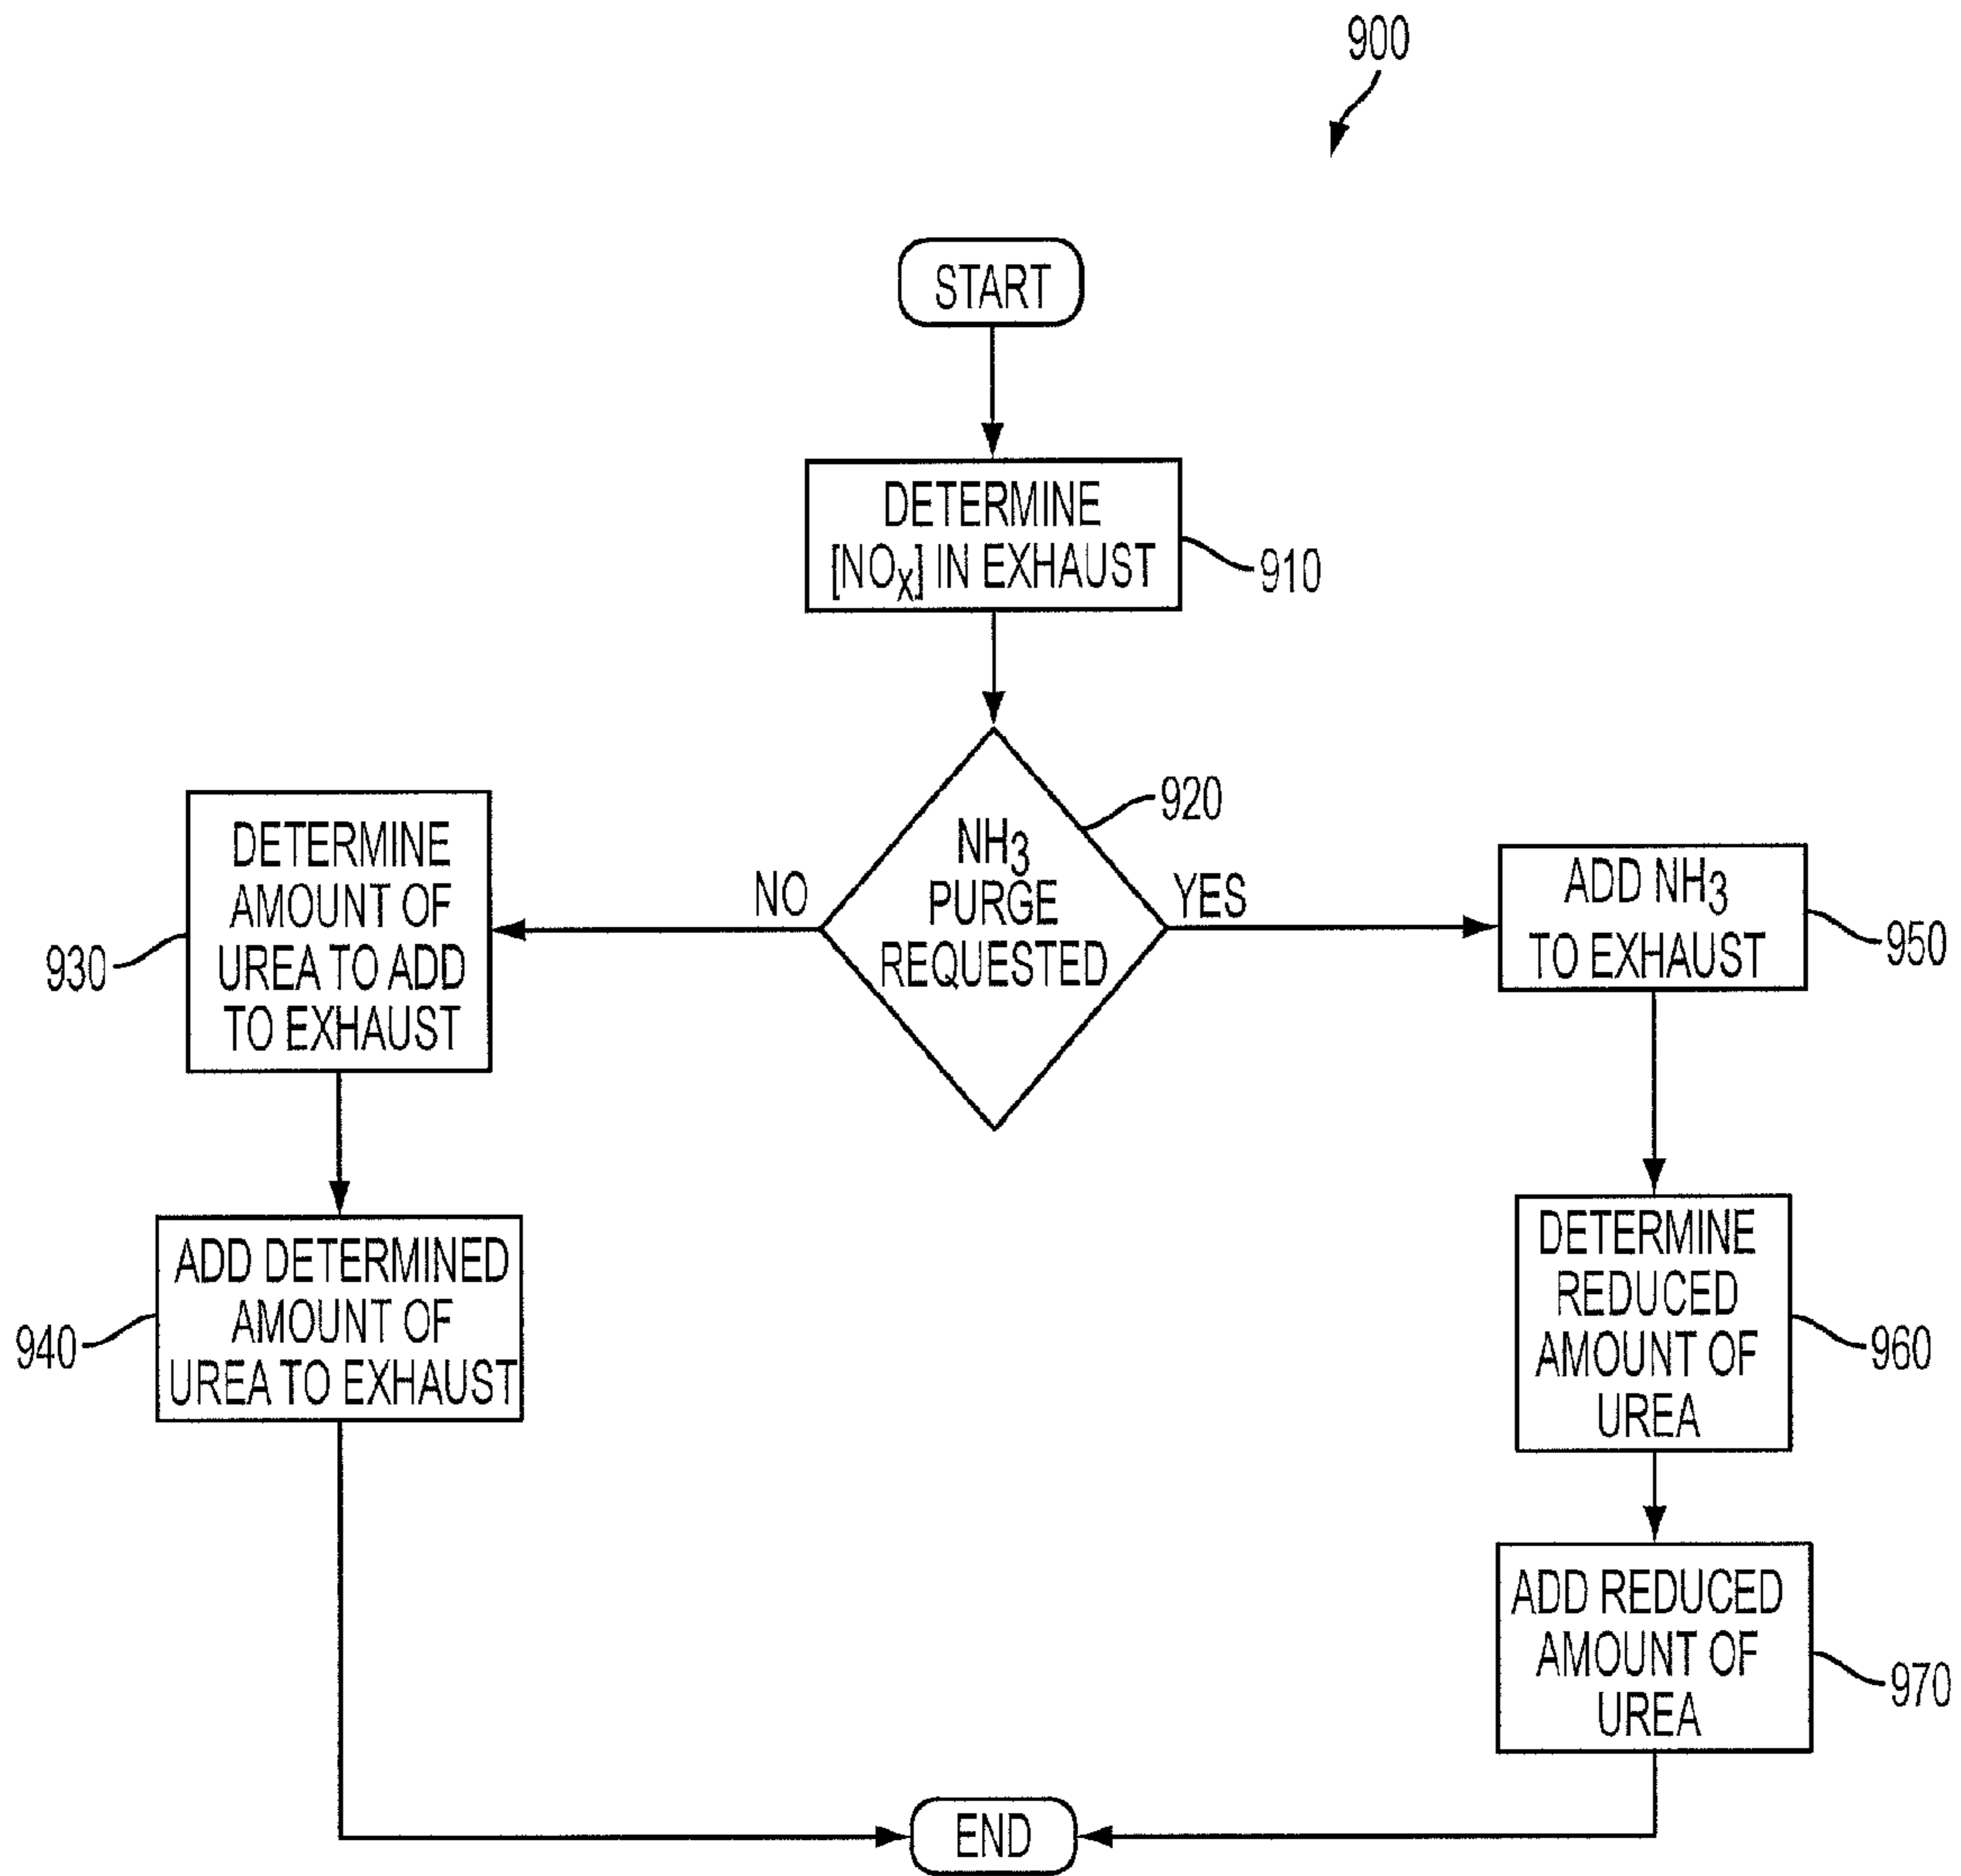 900
START
DETERMINE
[NOX] IN EXHAUST
910
NH3
PURGE
REQUESTED
920
NO
YES
DETERMINE
AMOUNT OF
UREA TO ADD
TO EXHAUST
930
ADD DETERMINED
AMOUNT OF
UREA TO EXHAUST
940
ADD NH3
TO EXHAUST
950
DETERMINE
REDUCED
AMOUNT OF
UREA
960
ADD REDUCED
AMOUNT OF
UREA
970
END